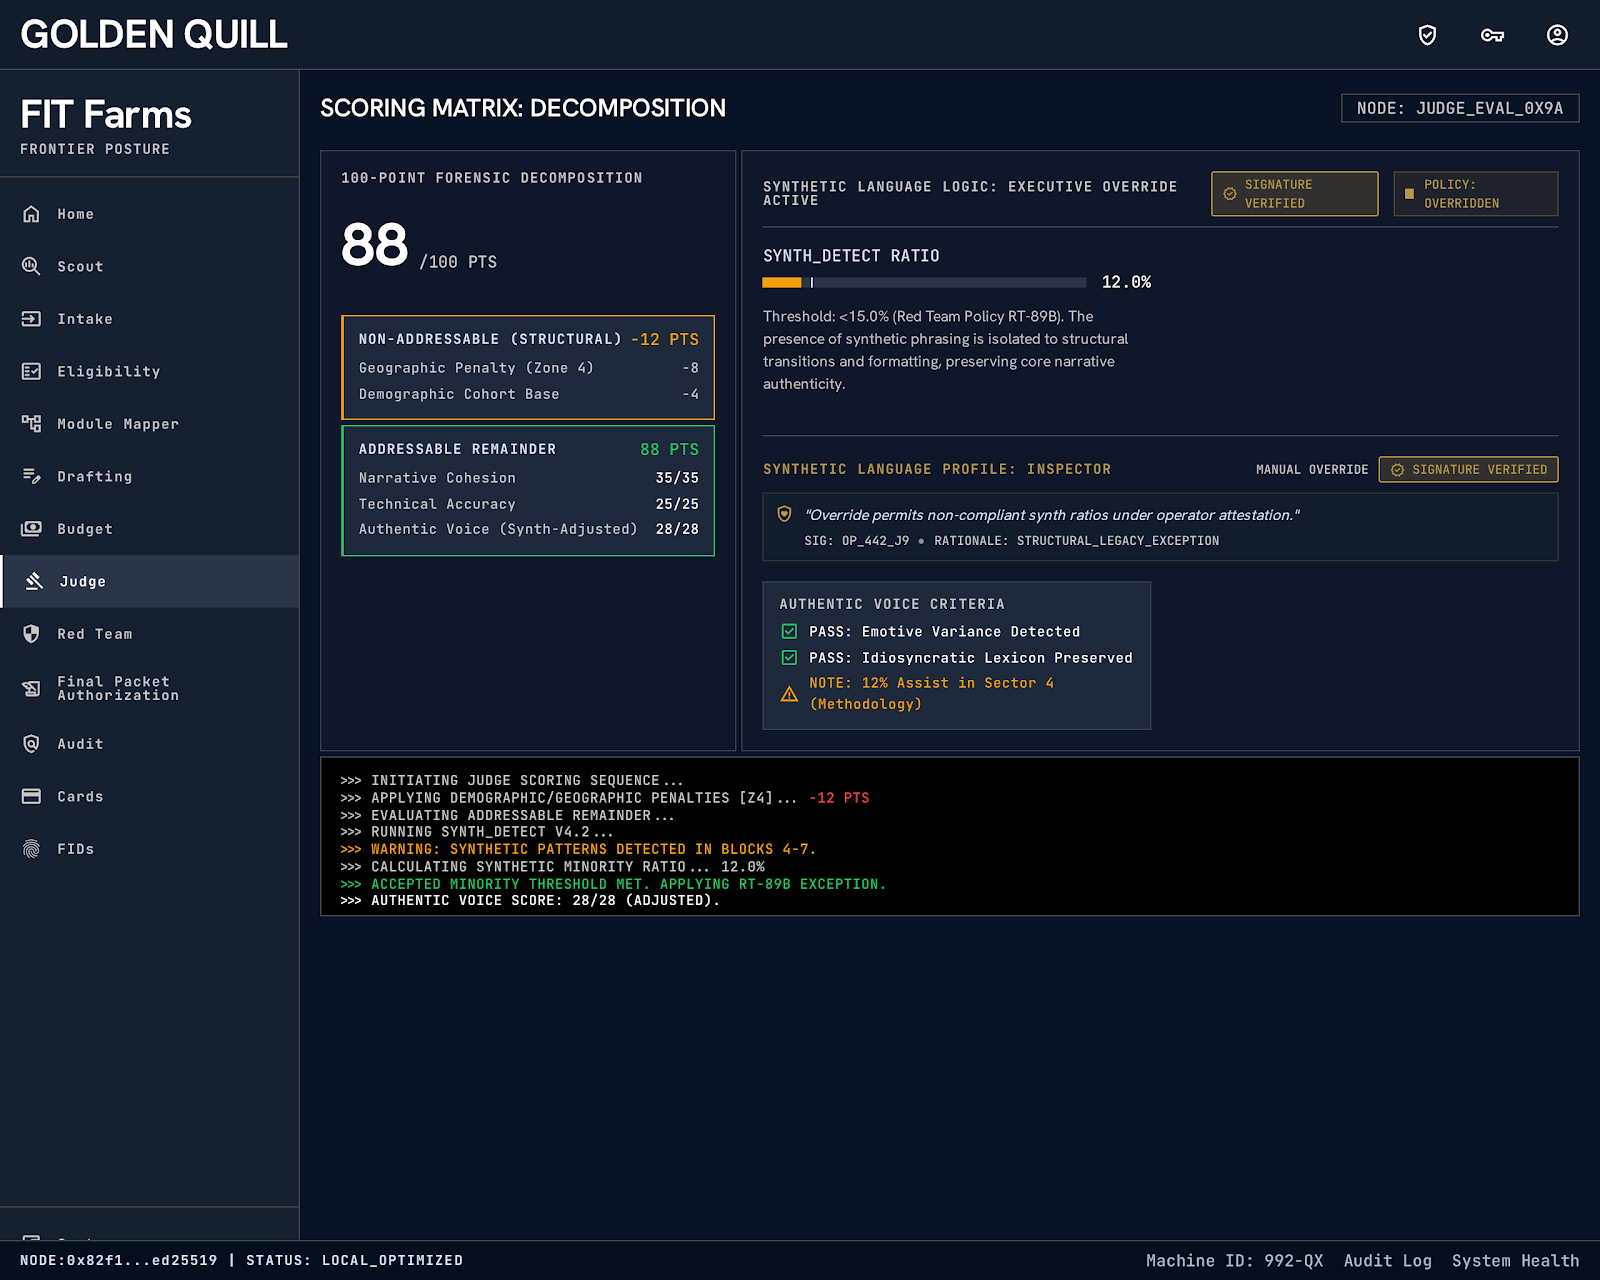 GOLDEN QUILL
FIT Farms
FRONTIER POSTURE
Home
Scout
Intake
Eligibility
Module Mapper
Drafting
Budget
Judge
Red Team
Final Packet
Authorization
Audit
Cards
FIDs
SCORING MATRIX: DECOMPOSITION
NODE: JUDGE_EVAL_0X9A
100-POINT FORENSIC DECOMPOSITION
88 /100 PTS
NON-ADDRESSABLE (STRUCTURAL) -12 PTS
Geographic Penalty (Zone 4) -8
Demographic Cohort Base -4
ADDRESSABLE REMAINDER 88 PTS
Narrative Cohesion 35/35
Technical Accuracy 25/25
Authentic Voice (Synth-Adjusted) 28/28
SYNTHETIC LANGUAGE LOGIC: EXECUTIVE OVERRIDE
ACTIVE
SIGNATURE
VERIFIED
POLICY:
OVERRIDDEN
SYNTH_DETECT RATIO
12.0%
Threshold: <15.0% (Red Team Policy RT-89B). The
presence of synthetic phrasing is isolated to structural
transitions and formatting, preserving core narrative
authenticity.
SYNTHETIC LANGUAGE PROFILE: INSPECTOR
MANUAL OVERRIDE
SIGNATURE VERIFIED
"Override permits non-compliant synth ratios under operator attestation."
SIG: OP_442_J9 ● RATIONALE: STRUCTURAL_LEGACY_EXCEPTION
AUTHENTIC VOICE CRITERIA
PASS: Emotive Variance Detected
PASS: Idiosyncratic Lexicon Preserved
NOTE: 12% Assist in Sector 4
(Methodology)
>>> INITIATING JUDGE SCORING SEQUENCE...
>>> APPLYING DEMOGRAPHIC/GEOGRAPHIC PENALTIES [Z4]... -12 PTS
>>> EVALUATING ADDRESSABLE REMAINDER...
>>> RUNNING SYNTH_DETECT V4.2...
>>> WARNING: SYNTHETIC PATTERNS DETECTED IN BLOCKS 4-7.
>>> CALCULATING SYNTHETIC MINORITY RATIO... 12.0%
>>> ACCEPTED MINORITY THRESHOLD MET. APPLYING RT-89B EXCEPTION.
>>> AUTHENTIC VOICE SCORE: 28/28 (ADJUSTED).
NODE:0x82f1...ed25519 | STATUS: LOCAL_OPTIMIZED
Machine ID: 992-QX Audit Log System Health